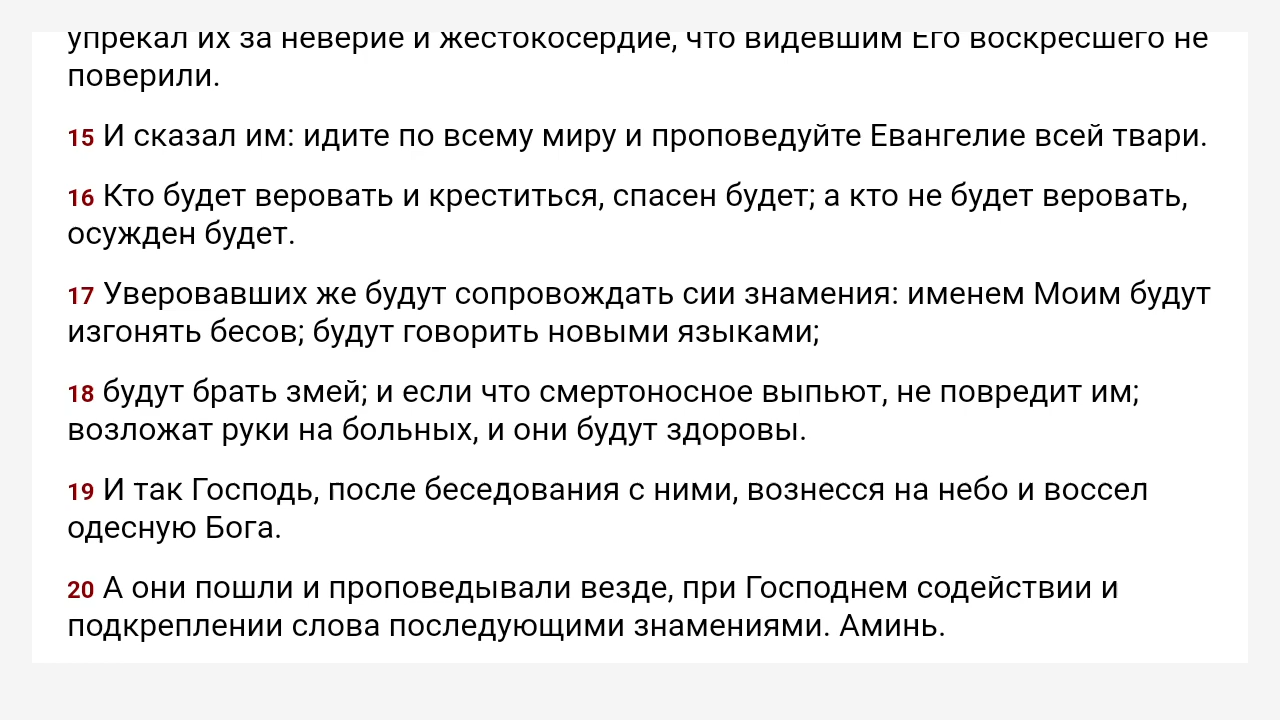 упрекал их за неверие и жестокосердие, что видевшим Его воскресшего не
поверили.
15 И сказал им: идите по всему миру и проповедуйте Евангелие всей твари.
16 Кто будет веровать и креститься, спасен будет; а кто не будет веровать,
осужден будет.
17 Уверовавших же будут сопровождать сии знамения: именем Моим будут
изгонять бесов; будут говорить новыми языками;
18 будут брать змей; и если что смертоносное выпьют, не повредит им;
возложат руки на больных, и они будут здоровы.
19 И так Господь, после беседования с ними, вознесся на небо и воссел
одесную Бога.
20 А они пошли и проповедывали везде, при Господнем содействии и
подкреплении слова последующими знамениями. Аминь.